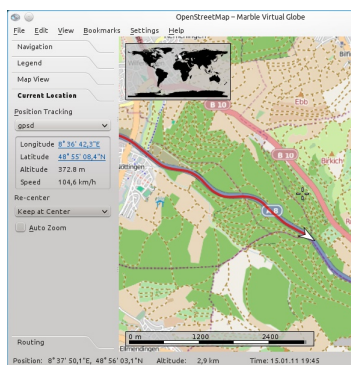 OpenStreetMap – Marble Virtual Globe
File Edit View Bookmarks Settings Help
Navigation
Legend
Map View
Current Location
Position Tracking
gpsd
Longitude 8° 36' 42,3"E
Latitude 48° 55' 08,4"N
Altitude 372.8 m
Speed 104,6 km/h
Re-center
Keep at Center
Auto Zoom
Routing
B 10
Ebb
B 10
Birkich
0 m 1200 2400
Ellmendingen
Position: 8° 37' 50,1"E, 48° 56' 03,1"N Altitude: 2,9 km Time: 15.01.11 19:45